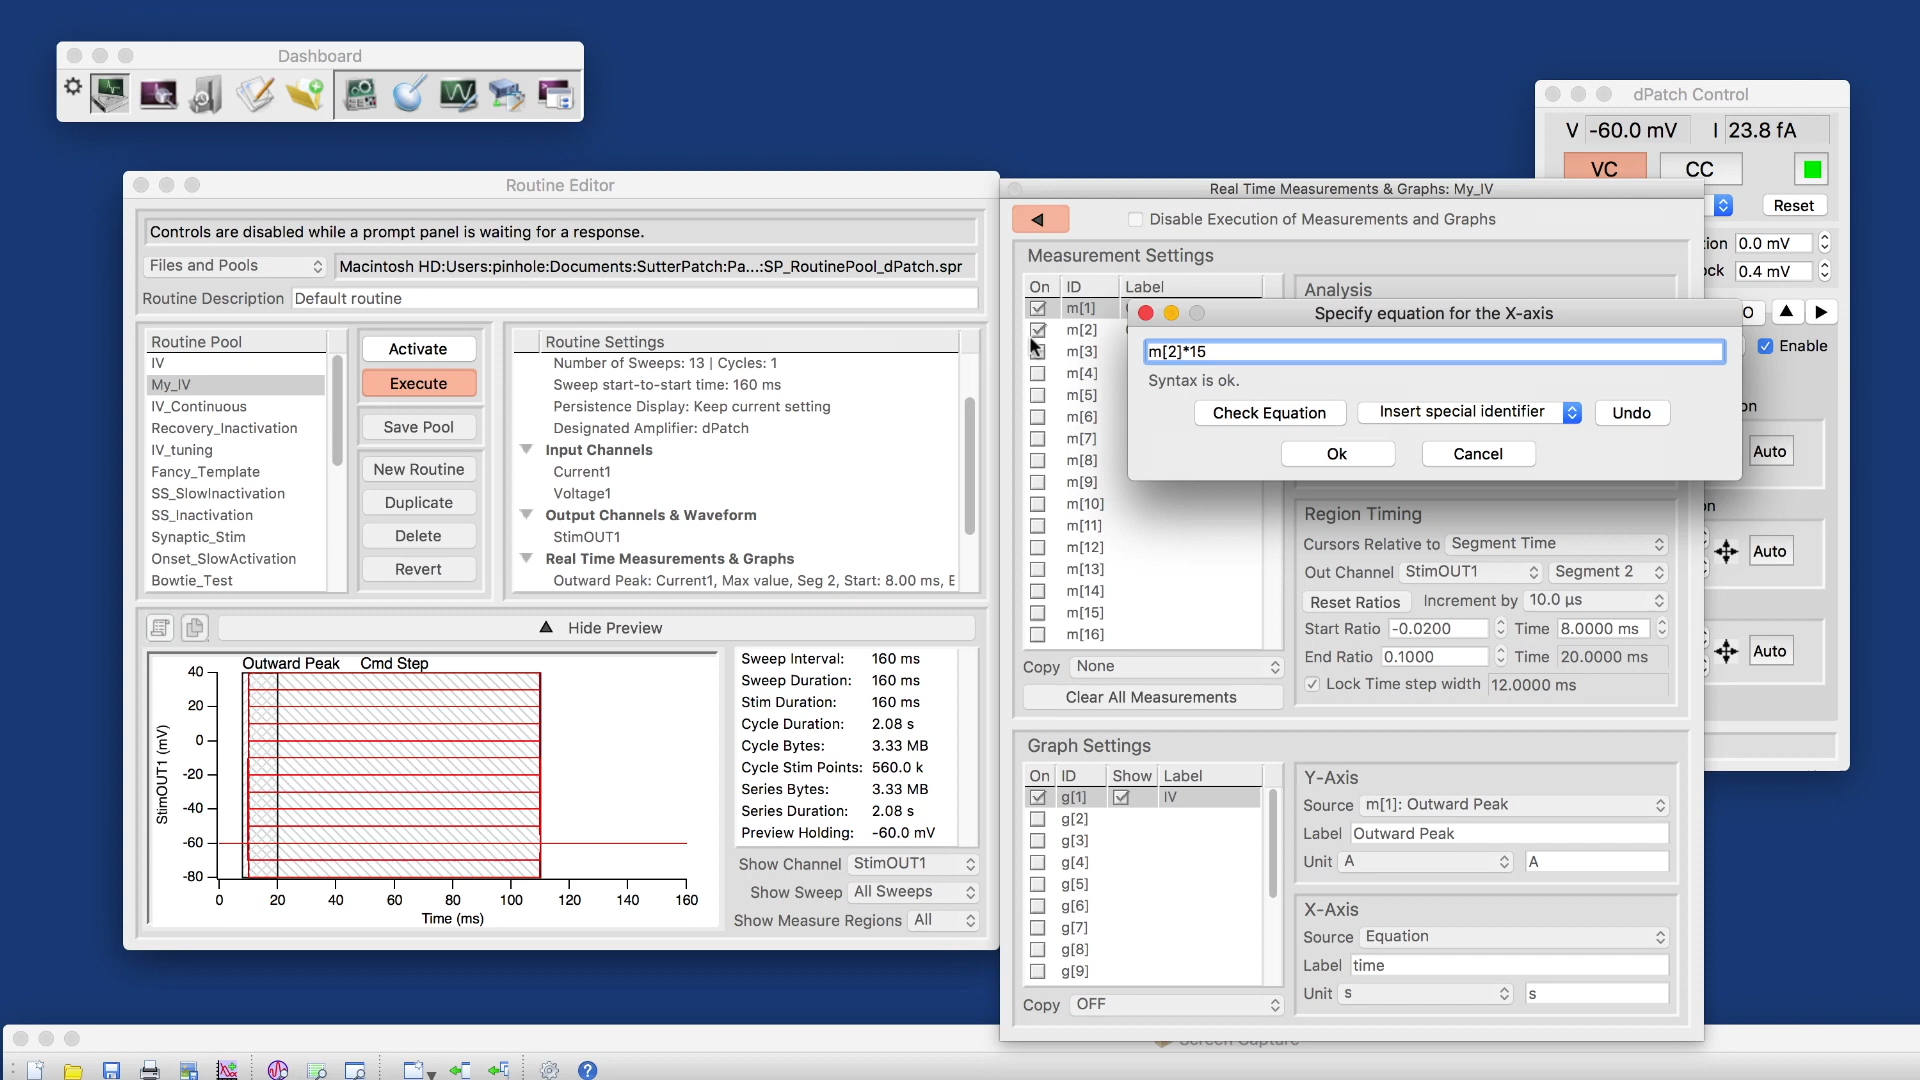 Dashboard
dPatch Control
V -60.0 mV I 23.8 fA
VC CC
Reset
0.0 mV
ck 0.4 mV
Enable
Auto
Auto
Auto
Routine Editor
Controls are disabled while a prompt panel is waiting for a response.
Files and Pools Macintosh HD:Users:pinhole:Documents:SutterPatch:Pa...:SP_RoutinePool_dPatch.spr
Routine Description Default routine
Routine Pool
IV
My_IV
IV_Continuous
Recovery_Inactivation
IV_tuning
Fancy_Template
SS_SlowInactivation
SS_Inactivation
Synaptic_Stim
Onset_SlowActivation
Bowtie_Test
Activate
Execute
Save Pool
New Routine
Duplicate
Delete
Revert
Routine Settings
Number of Sweeps: 13 | Cycles: 1
Sweep start-to-start time: 160 ms
Persistence Display: Keep current setting
Designated Amplifier: dPatch
Input Channels
Current1
Voltage1
Output Channels & Waveform
StimOUT1
Real Time Measurements & Graphs
Outward Peak: Current1, Max value, Seg 2, Start: 8.00 ms, E
Hide Preview
Outward Peak Cmd Step
StimOUT1 (mV)
40
20
0
-20
-40
-60
-80
0 20 40 60 80 100 120 140 160
Time (ms)
Sweep Interval: 160 ms
Sweep Duration: 160 ms
Stim Duration: 160 ms
Cycle Duration: 2.08 s
Cycle Bytes: 3.33 MB
Cycle Stim Points: 560.0 k
Series Bytes: 3.33 MB
Series Duration: 2.08 s
Preview Holding: -60.0 mV
Show Channel StimOUT1
Show Sweep All Sweeps
Show Measure Regions All
Real Time Measurements & Graphs: My_IV
Disable Execution of Measurements and Graphs
Measurement Settings
On ID Label
m[1]
m[2]
m[3]
m[4]
m[5]
m[6]
m[7]
m[8]
m[9]
m[10]
m[11]
m[12]
m[13]
m[14]
m[15]
m[16]
Copy None
Clear All Measurements
Analysis
Specify equation for the X-axis
m[2]*15
Syntax is ok.
Check Equation Insert special identifier Undo
Ok Cancel
Region Timing
Cursors Relative to Segment Time
Out Channel StimOUT1 Segment 2
Reset Ratios Increment by 10.0 µs
Start Ratio -0.0200 Time 8.0000 ms
End Ratio 0.1000 Time 20.0000 ms
Lock Time step width 12.0000 ms
Graph Settings
On ID Show Label
g[1] IV
g[2]
g[3]
g[4]
g[5]
g[6]
g[7]
g[8]
g[9]
Copy OFF
Y-Axis
Source m[1]: Outward Peak
Label Outward Peak
Unit A A
X-Axis
Source Equation
Label time
Unit s s